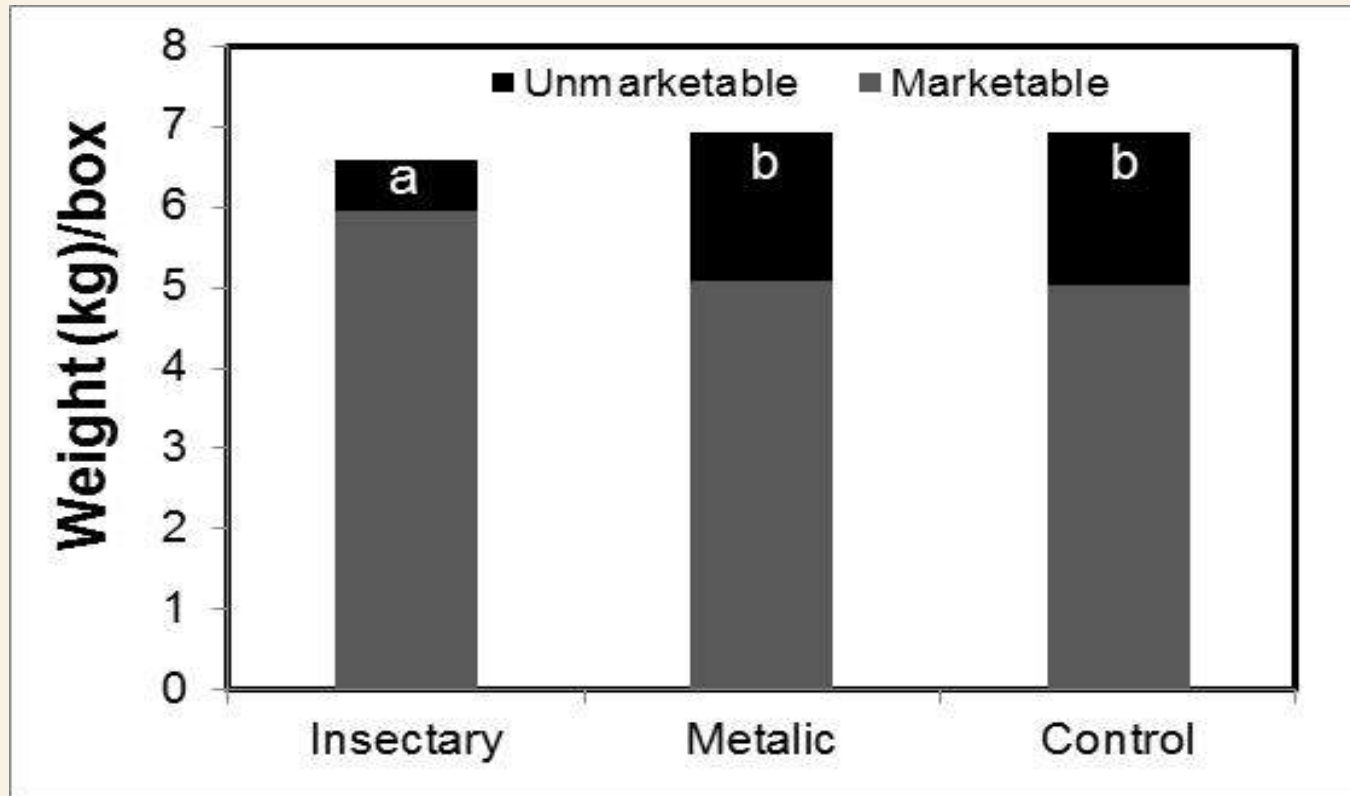 8
Unmarketable Marketable
7
6
5
4
3
2
1
0
Weight (kg)/box
a
b
b
Insectary Metalic Control